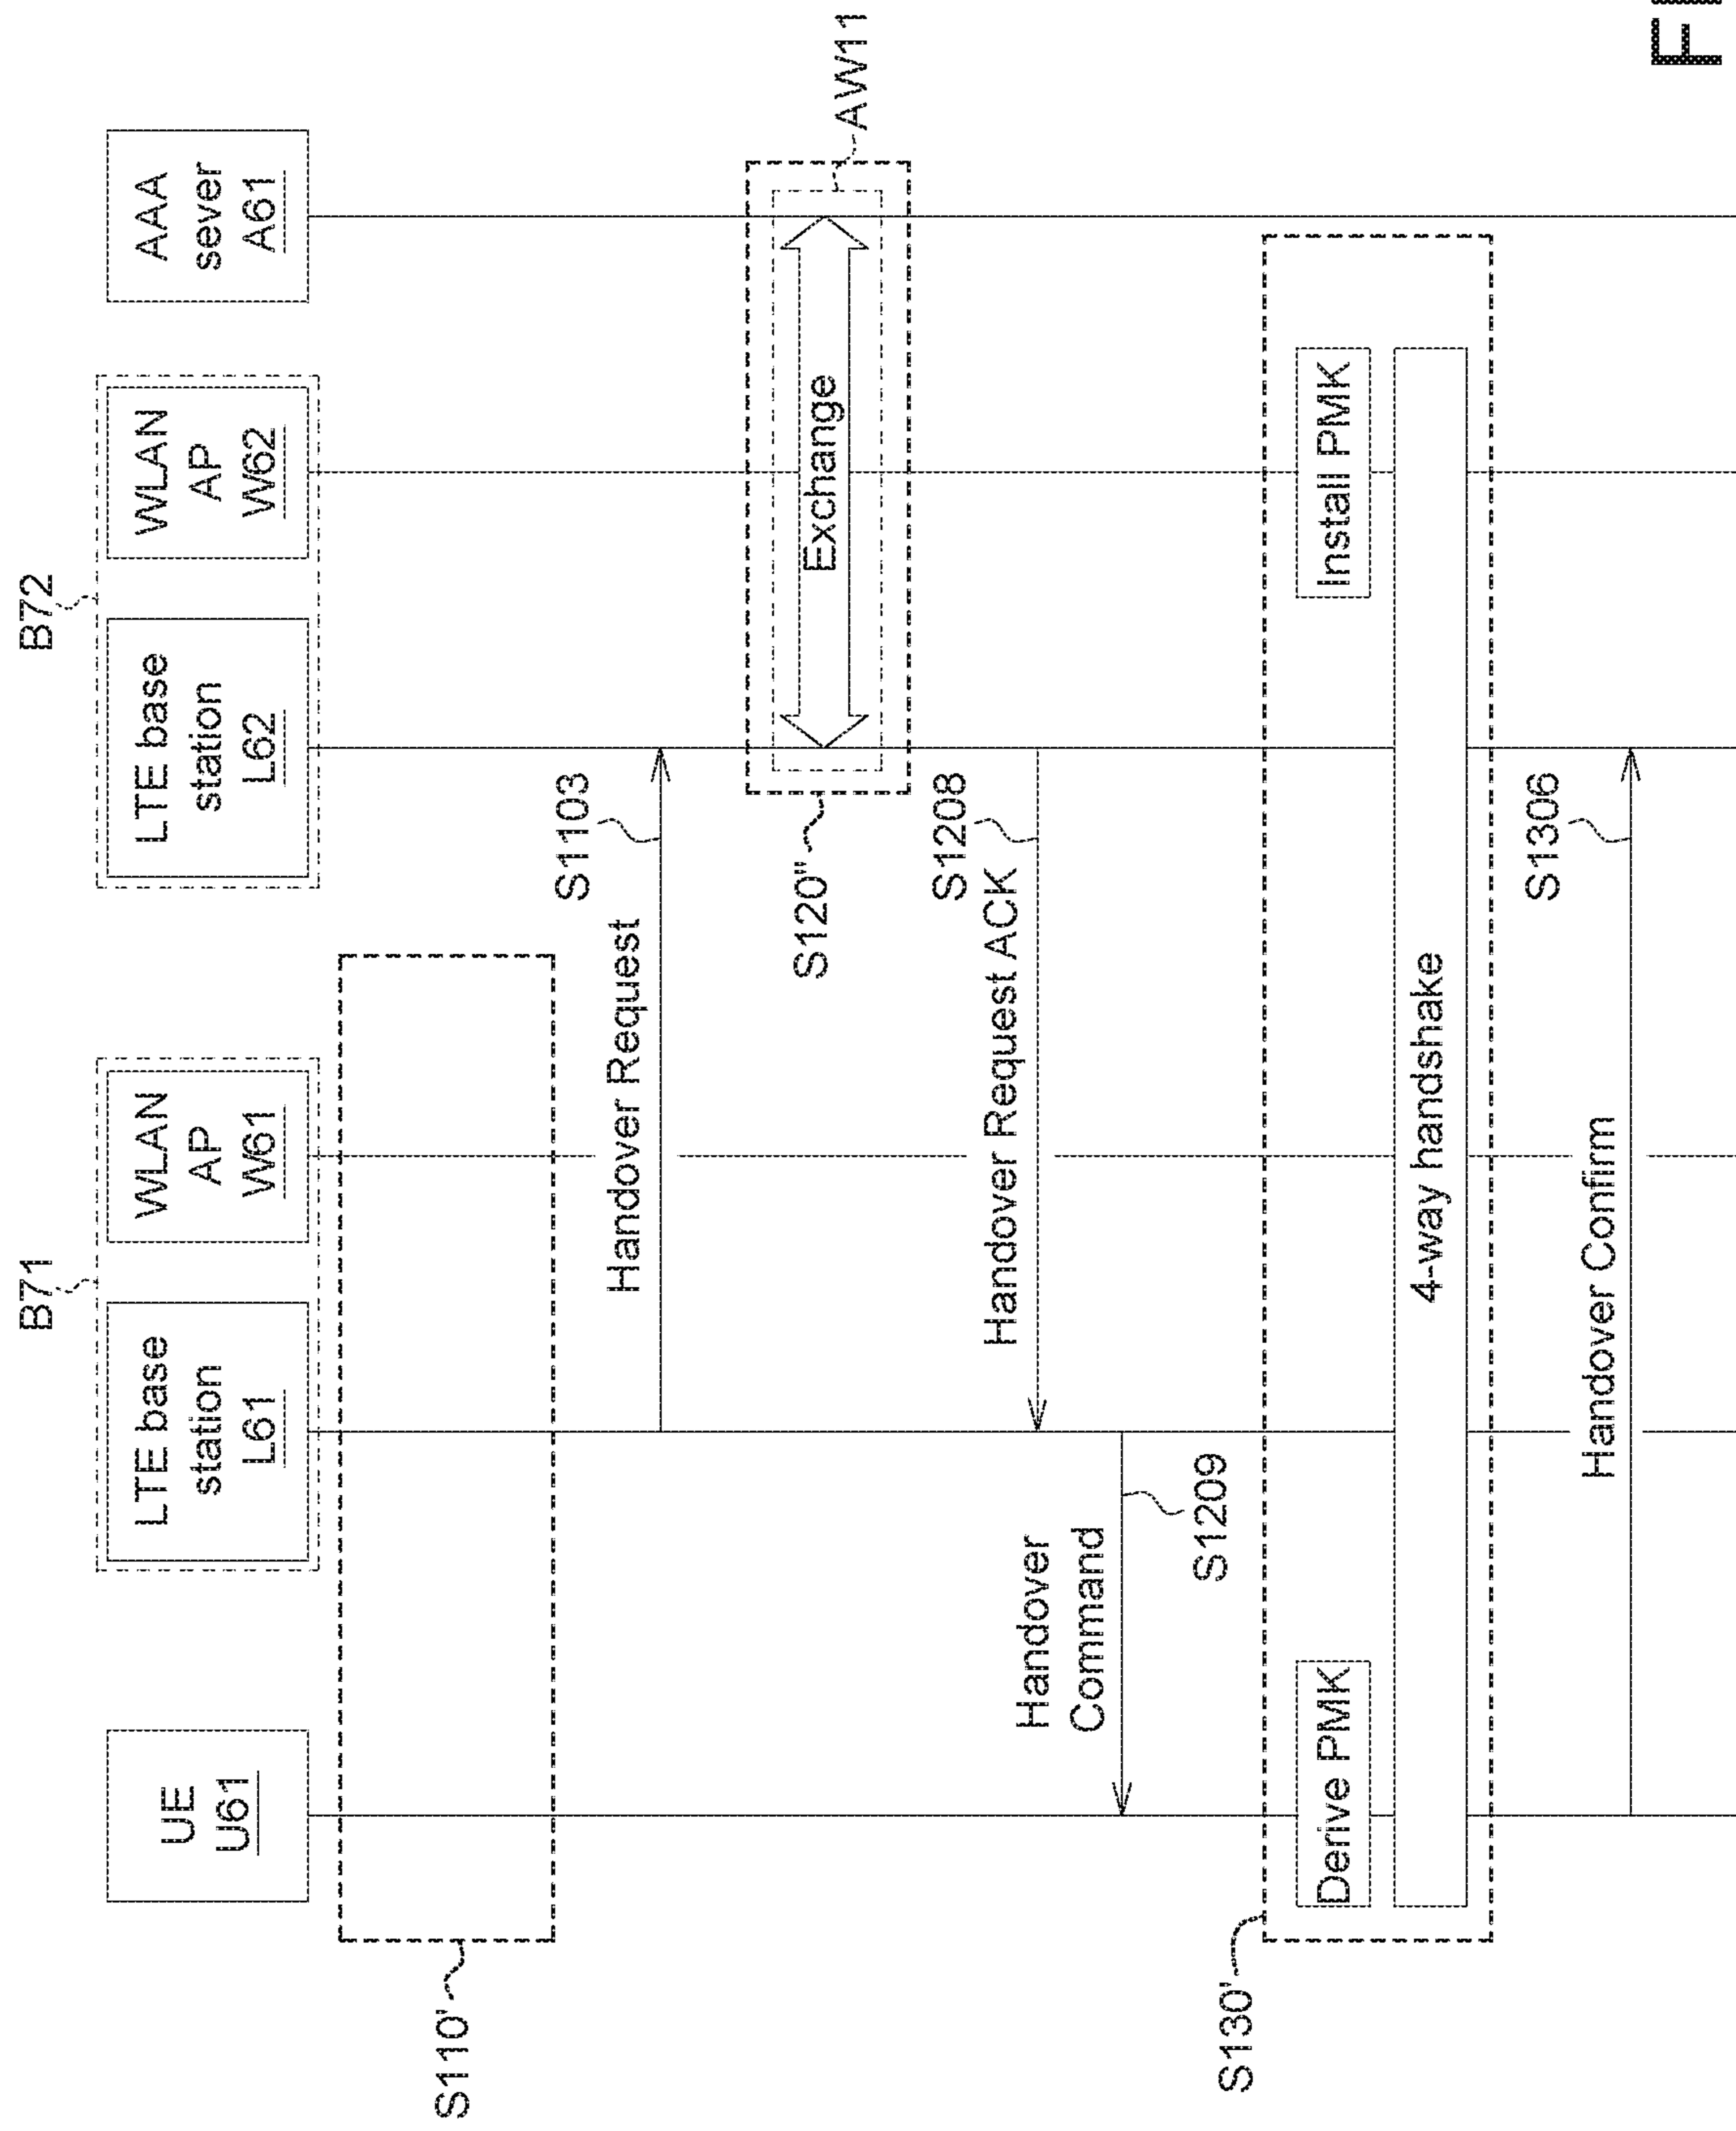 B71
B72
UE
U61
LTE base
station
L61
WLAN
AP
W61
LTE base
station
L62
WLAN
AP
W62
AAA
sever
A61
S110'
Handover Request
S1103
S120"
Exchange
AW11
Handover Request ACK
S1208
Handover
Command
S1209
S130'
Derive PMK
Install PMK
4-way handshake
Handover Confirm
S1306